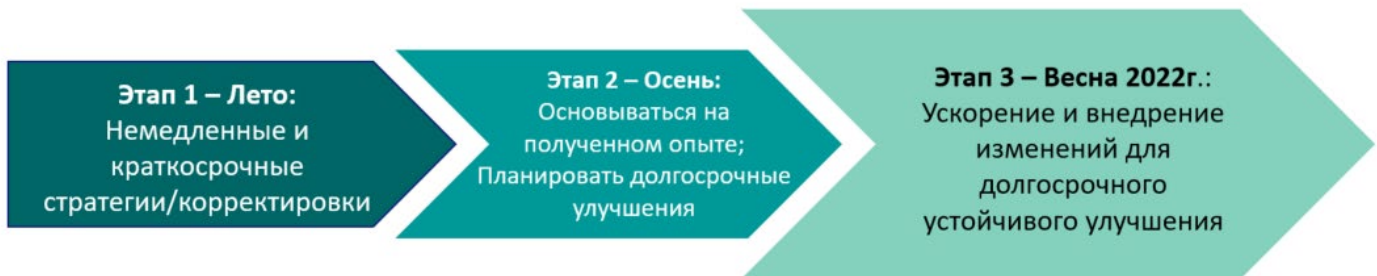 Этап 1 – Лето:
Немедленные и
краткосрочные
стратегии/корректировки
Этап 2 – Осень:
Основываться на
полученном опыте;
Планировать долгосрочные
улучшения
Этап 3 – Весна 2022г.:
Ускорение и внедрение
изменений для
долгосрочного
устойчивого улучшения